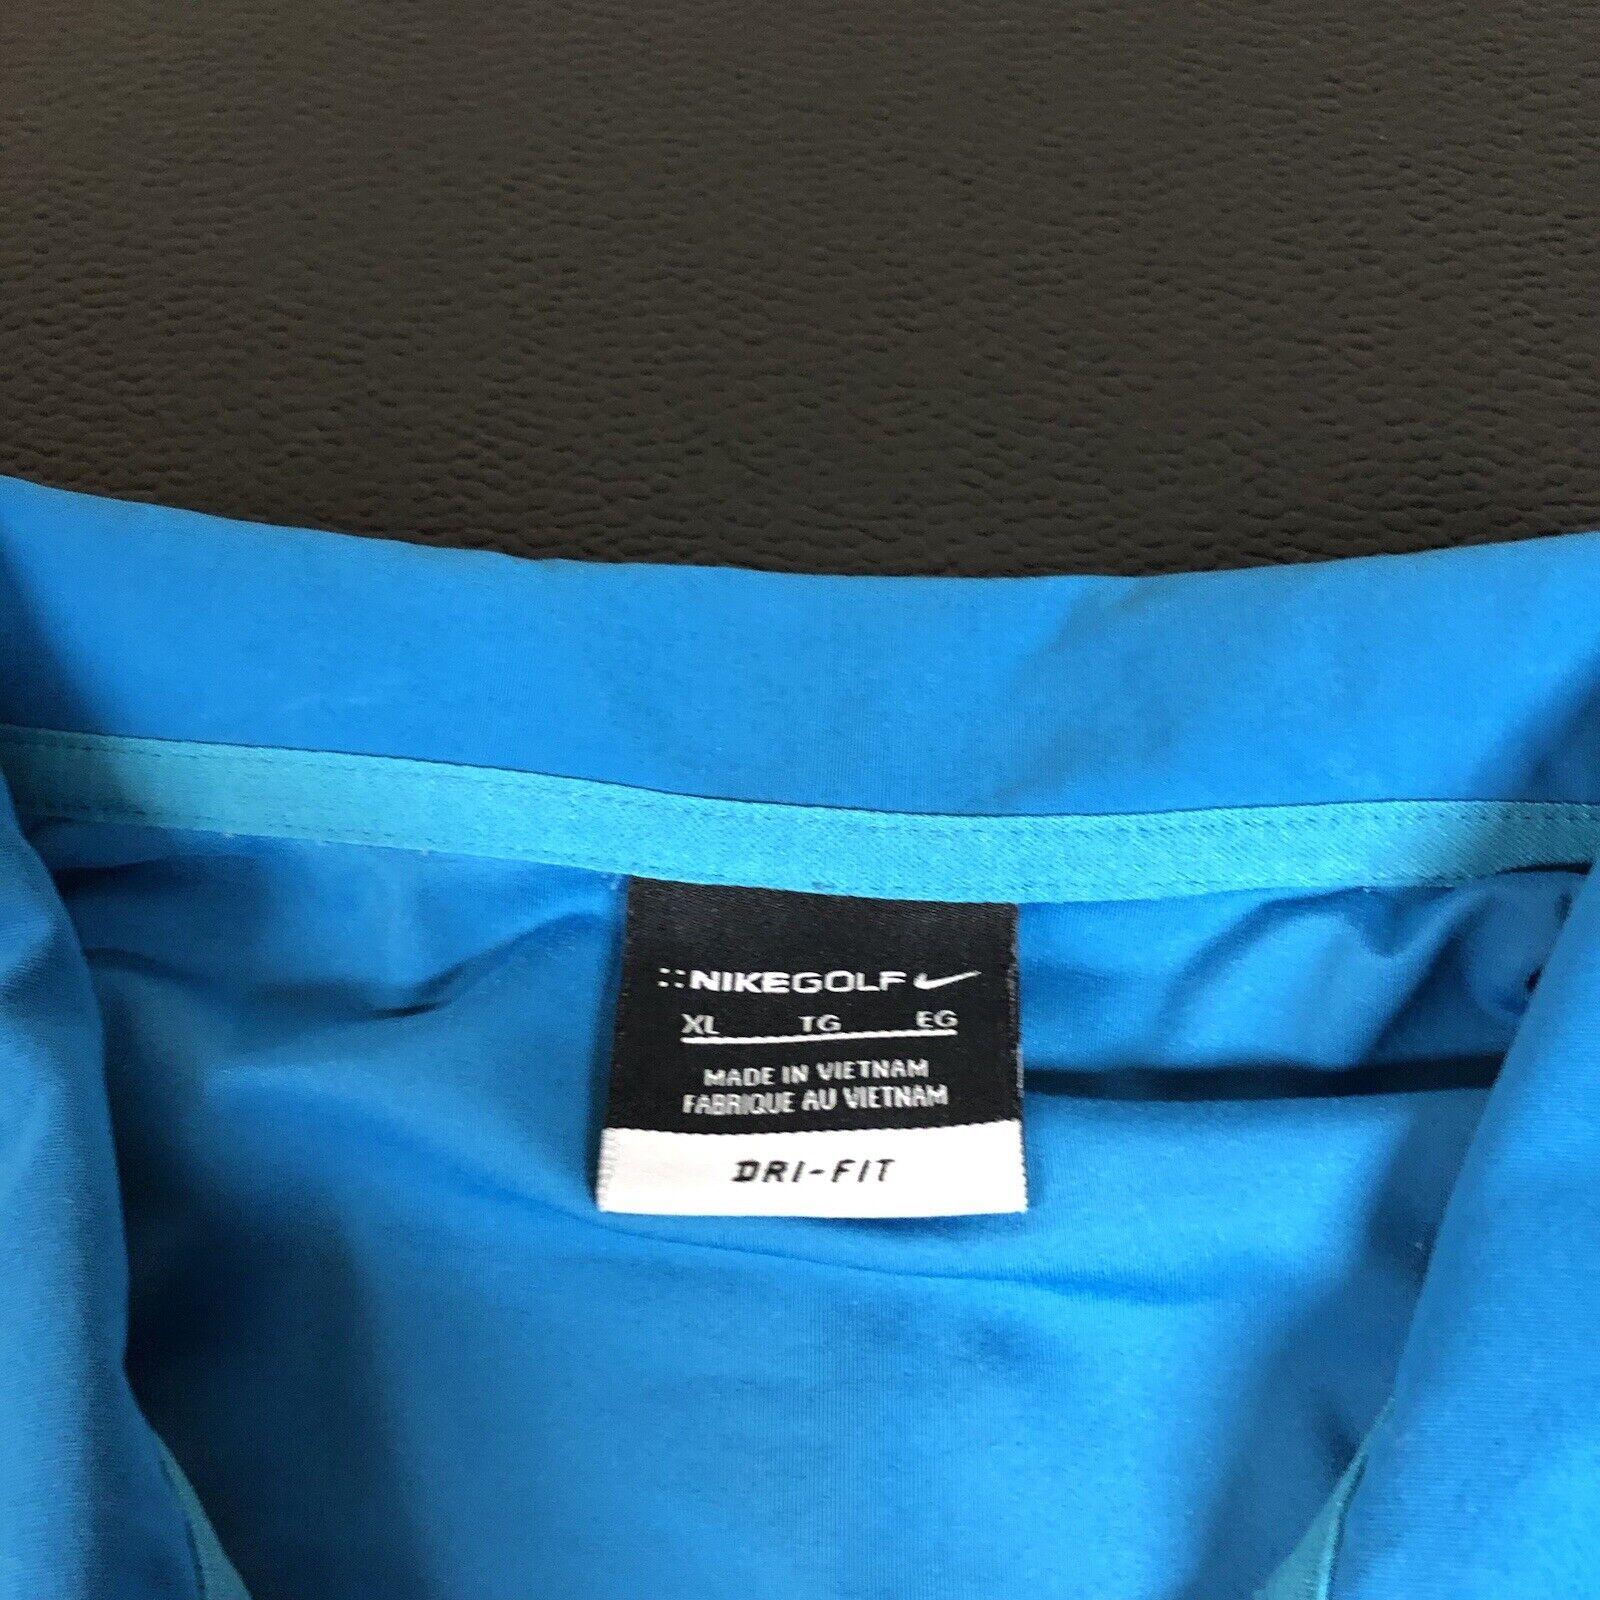 NIKEGOLF
XL TG EG
MADE IN VIETNAM
FABRIQUE AU VIETNAM
DRI-FIT